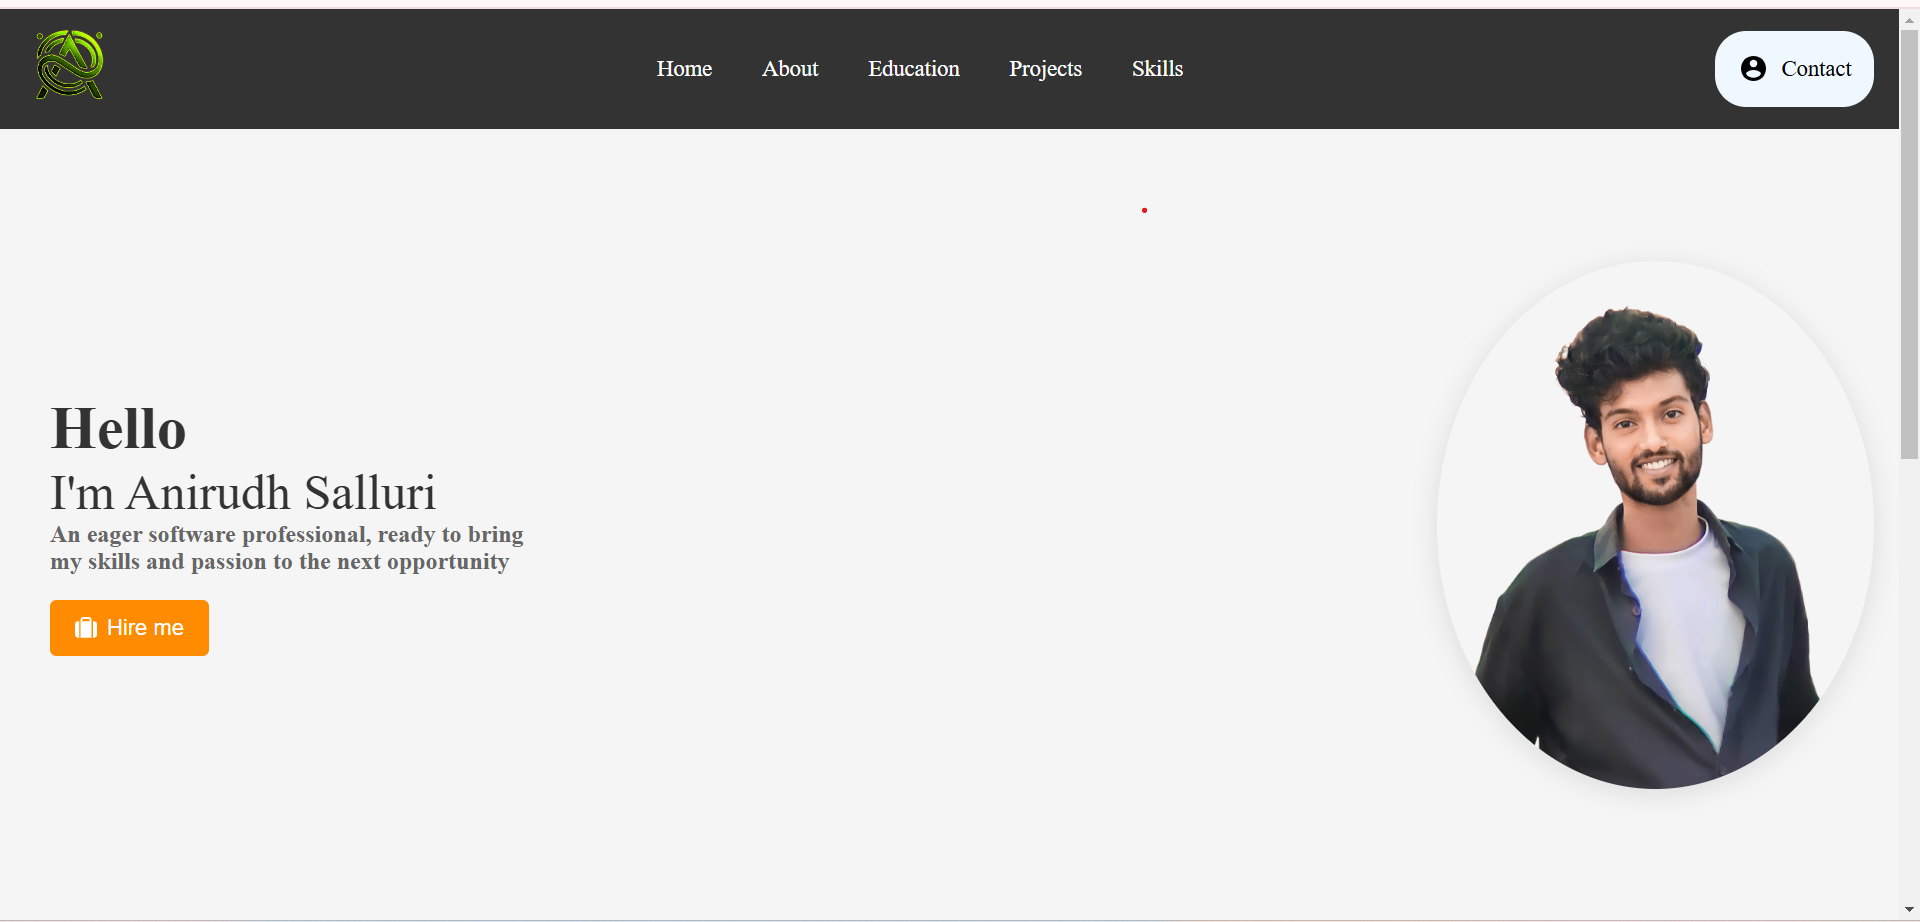 Home About Education Projects Skills Contact
Hello
I'm Anirudh Salluri
An eager software professional, ready to bring
my skills and passion to the next opportunity
Hire me